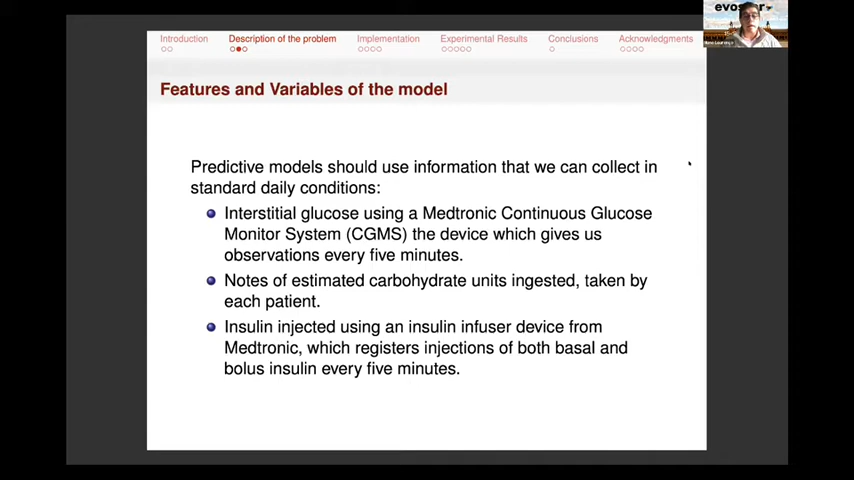 Introduction
Description of the problem
Implementation
Experimental Results
Conclusions
Acknowledgments
Features and Variables of the model
Predictive models should use information that we can collect in
standard daily conditions:
Interstitial glucose using a Medtronic Continuous Glucose
Monitor System (CGMS) the device which gives us
observations every five minutes.
Notes of estimated carbohydrate units ingested, taken by
each patient.
Insulin injected using an insulin infuser device from
Medtronic, which registers injections of both basal and
bolus insulin every five minutes.